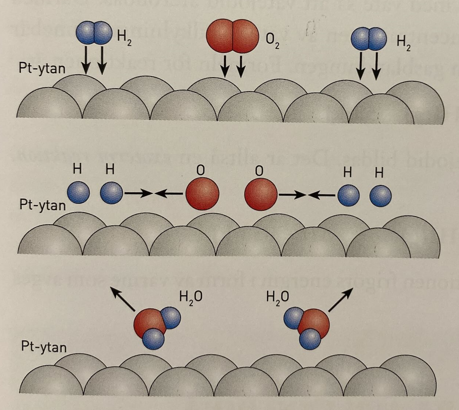 H₂
O₂
H₂
Pt-ytan
H H O O H H
Pt-ytan
H₂O H₂O
Pt-ytan